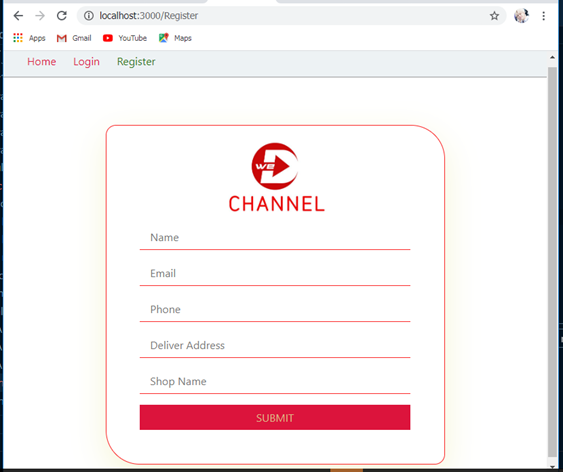 localhost:3000/Register
Apps Gmail YouTube Maps
Home Login Register
WE D
CHANNEL
Name
Email
Phone
Deliver Address
Shop Name
SUBMIT